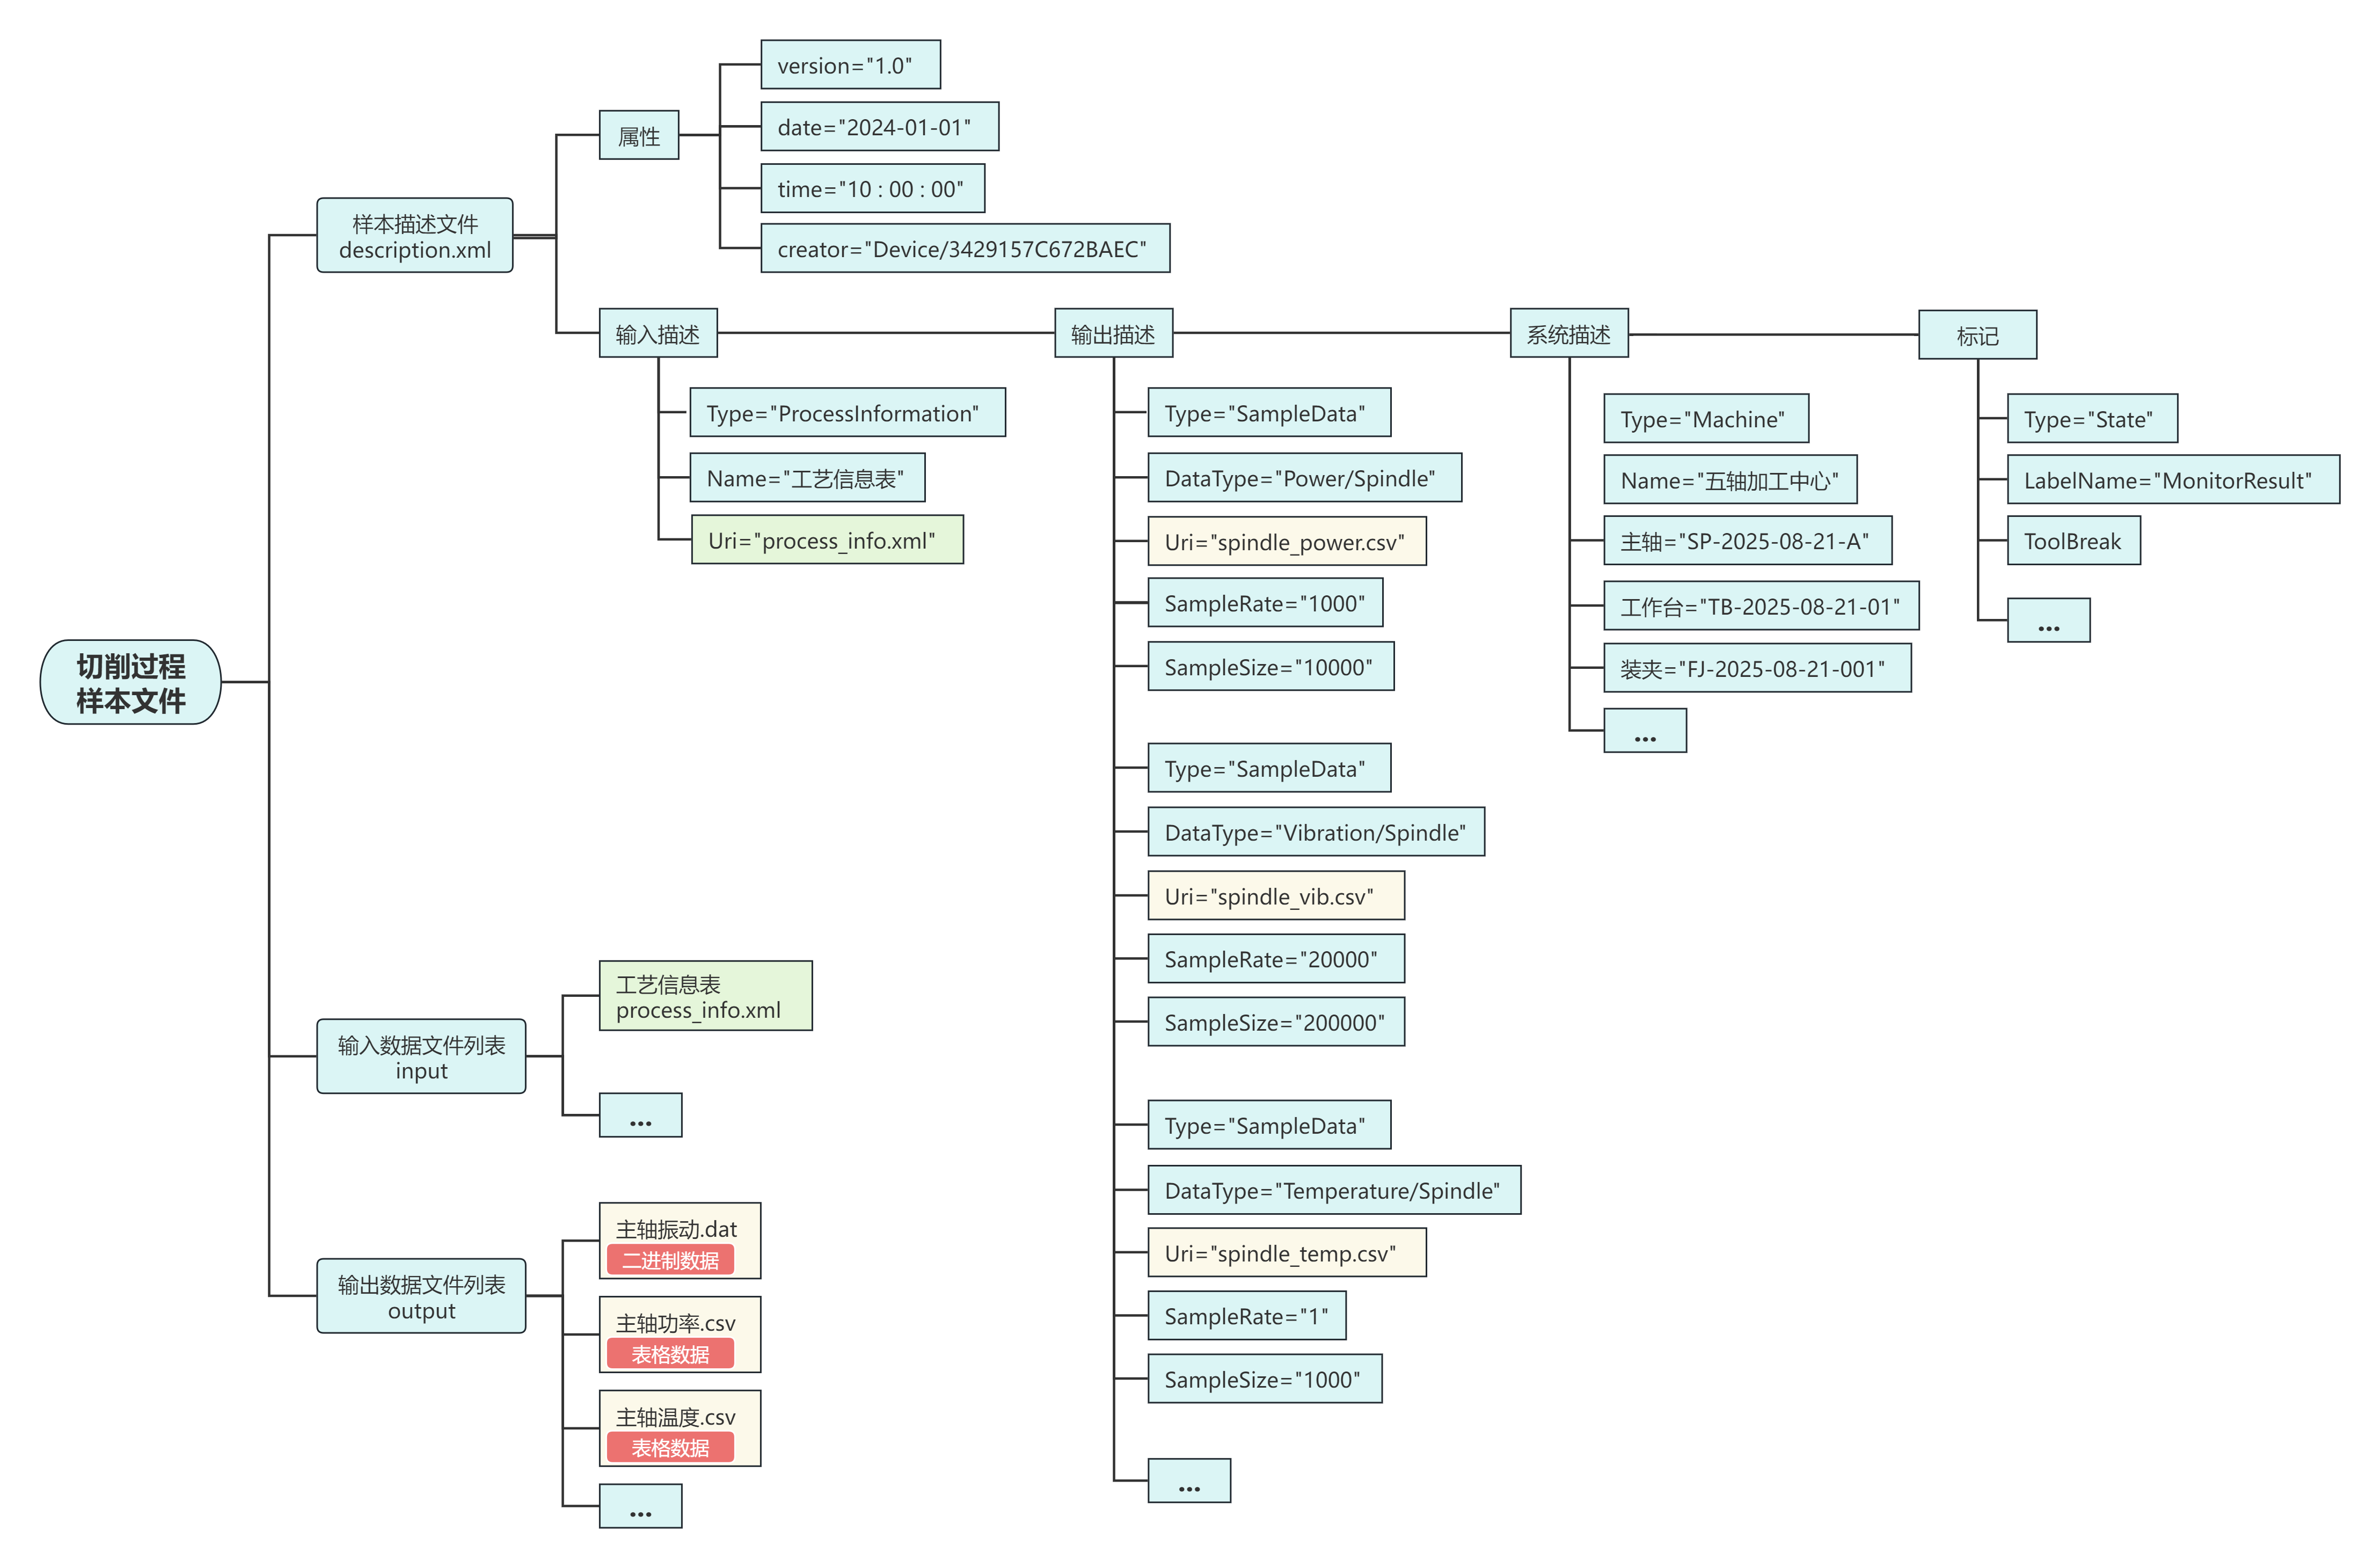 切削过程
样本文件
样本描述文件
description.xml
属性
version="1.0"
date="2024-01-01"
time="10 : 00 : 00"
creator="Device/3429157C672BAEC"
输入描述
Type="ProcessInformation"
Name="工艺信息表"
Uri="process_info.xml"
输出描述
Type="SampleData"
DataType="Power/Spindle"
Uri="spindle_power.csv"
SampleRate="1000"
SampleSize="10000"
Type="SampleData"
DataType="Vibration/Spindle"
Uri="spindle_vib.csv"
SampleRate="20000"
SampleSize="200000"
Type="SampleData"
DataType="Temperature/Spindle"
Uri="spindle_temp.csv"
SampleRate="1"
SampleSize="1000"
...
系统描述
Type="Machine"
Name="五轴加工中心"
主轴="SP-2025-08-21-A"
工作台="TB-2025-08-21-01"
装夹="FJ-2025-08-21-001"
...
标记
Type="State"
LabelName="MonitorResult"
ToolBreak
...
输入数据文件列表
input
工艺信息表
process_info.xml
...
输出数据文件列表
output
主轴振动.dat
二进制数据
主轴功率.csv
表格数据
主轴温度.csv
表格数据
...